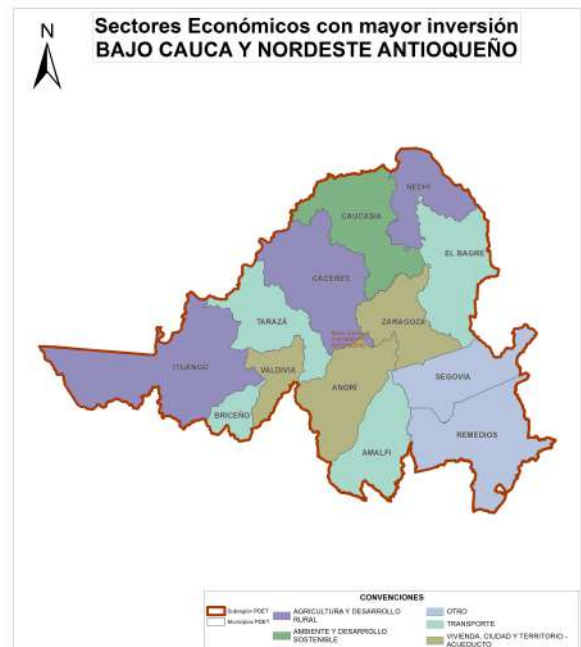 Sectores Económicos con mayor inversión
BAJO CAUCA Y NORDESTE ANTIOQUEÑO
N
NECHÍ
CAUCASIA
EL BAGRE
CÁCERES
ZARAGOZA
TARAZÁ
ITUANGO
VALDIVIA
SEGOVIA
ANORÍ
BRICEÑO
REMEDIOS
AMALFI
CONVENCIONES
Subregión PDET
Municipios PDET
AGRICULTURA Y DESARROLLO
RURAL
AMBIENTE Y DESARROLLO
SOSTENIBLE
OTRO
TRANSPORTE
VIVIENDA, CIUDAD Y TERRITORIO -
ACUEDUCTO